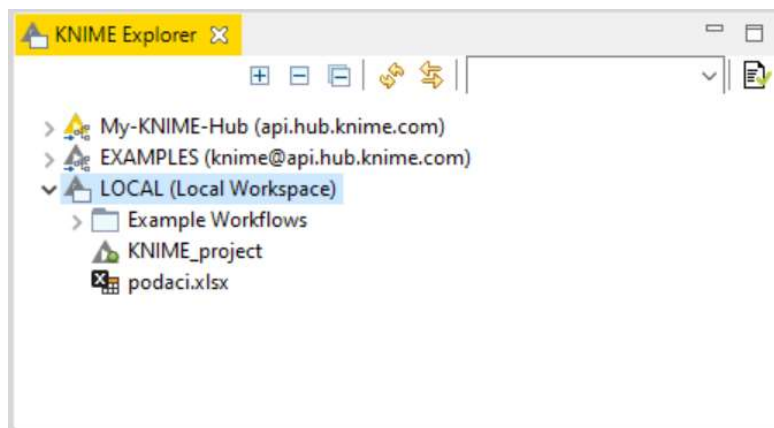 KNIME Explorer
My-KNIME-Hub (api.hub.knime.com)
EXAMPLES (knime@api.hub.knime.com)
LOCAL (Local Workspace)
Example Workflows
KNIME_project
podaci.xlsx